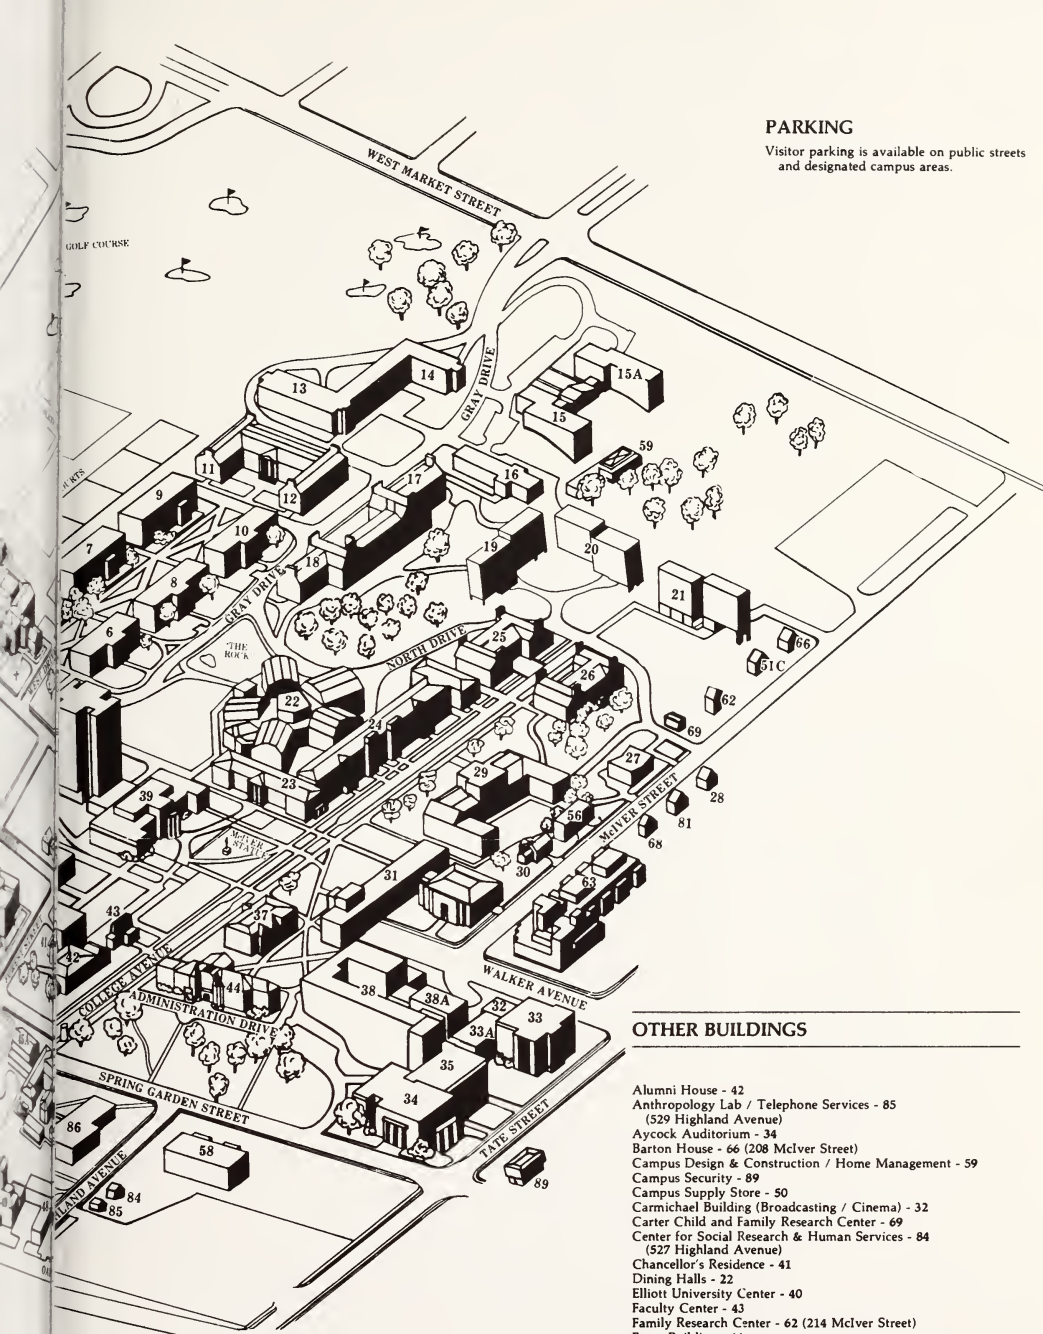 PARKING
Visitor parking is available on public streets
and designated campus areas.
WEST MARKET STREET
GOLF COURSE
GRAY DRIVE
15A
14
13
15
59
11
17
16
12
9
10
19
20
7
18
8
GRAY DRIVE
21
6
'THE
ROCK
NORTH DRIVE
25
66
51C
26
22
62
24
69
27
23
29
28
39
56
McIVER STREET
81
McIVER
STATUE
68
30
31
63
43
37
42
COLLEGE AVENUE
44
WALKER AVENUE
38
38A
32
33
ADMINISTRATION DRIVE
33A
35
SPRING GARDEN STREET
34
86
TATE STREET
58
89
84
85
OTHER BUILDINGS
Alumni House - 42
Anthropology Lab / Telephone Services - 85
(529 Highland Avenue)
Aycock Auditorium - 34
Barton House - 66 (208 McIver Street)
Campus Design & Construction / Home Management - 59
Campus Security - 89
Campus Supply Store - 50
Carmichael Building (Broadcasting / Cinema) - 32
Carter Child and Family Research Center - 69
Center for Social Research & Human Services - 84
(527 Highland Avenue)
Chancellor's Residence - 41
Dining Halls - 22
Elliott University Center - 40
Faculty Center - 43
Family Research Center - 62 (214 McIver Street)